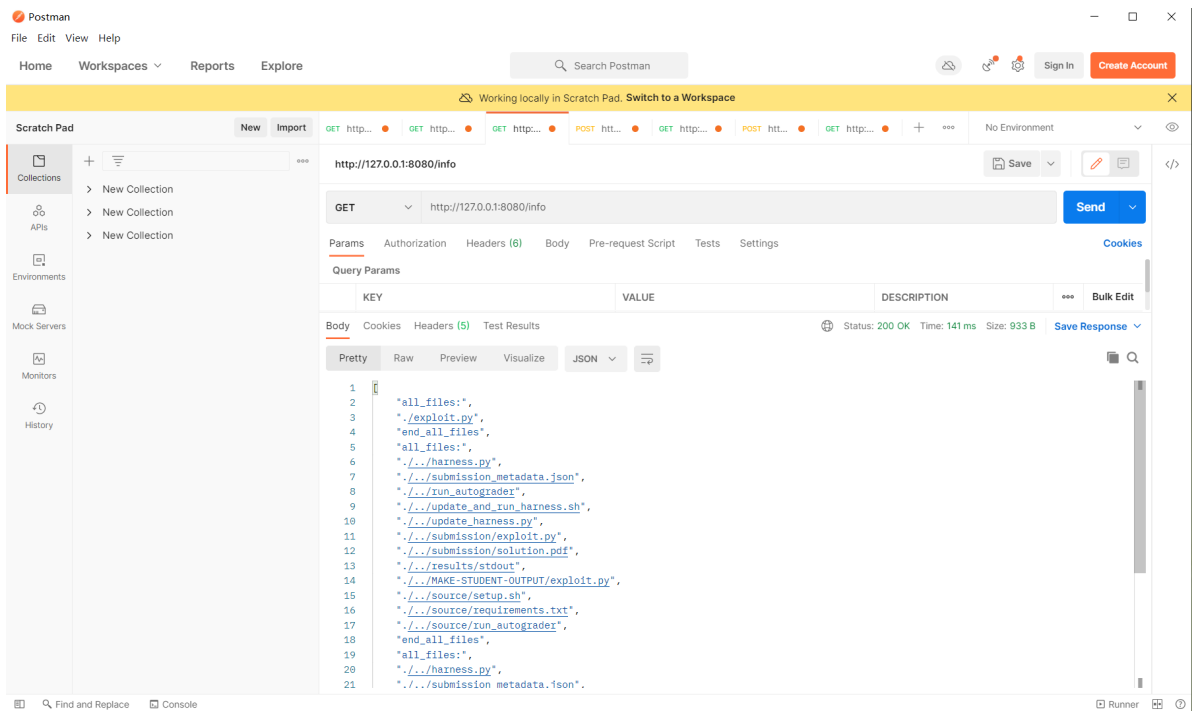 Postman
File Edit View Help
Home Workspaces Reports Explore Search Postman Sign In Create Account
Working locally in Scratch Pad. Switch to a Workspace
Scratch Pad New Import
GET http... GET http... GET http:... POST htt... GET http:... POST htt... GET http:... No Environment
http://127.0.0.1:8080/info Save
Collections
APIs
Environments
Mock Servers
Monitors
History
New Collection
New Collection
New Collection
GET http://127.0.0.1:8080/info Send
Params Authorization Headers (6) Body Pre-request Script Tests Settings Cookies
Query Params
KEY VALUE DESCRIPTION Bulk Edit
Body Cookies Headers (5) Test Results Status: 200 OK Time: 141 ms Size: 933 B Save Response
Pretty Raw Preview Visualize JSON
1 [
2 "all_files:",
3 "./exploit.py",
4 "end_all_files",
5 "all_files:",
6 "./../harness.py",
7 "./../submission_metadata.json",
8 "./../run_autograder",
9 "./../update_and_run_harness.sh",
10 "./../update_harness.py",
11 "./../submission/exploit.py",
12 "./../submission/solution.pdf",
13 "./../results/stdout",
14 "./../MAKE-STUDENT-OUTPUT/exploit.py",
15 "./../source/setup.sh",
16 "./../source/requirements.txt",
17 "./../source/run_autograder",
18 "end_all_files",
19 "all_files:",
20 "./../harness.py",
21 "./../submission_metadata.json",
Find and Replace Console Runner